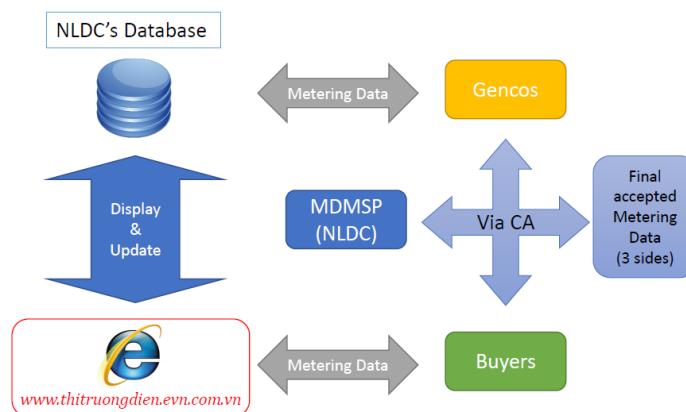 NLDC's Database
Metering Data
Gencos
Display
&
Update
MDMSP
(NLDC)
Via CA
Final
accepted
Metering
Data
(3 sides)
www.thitruongdien.evn.com.vn
Metering Data
Buyers